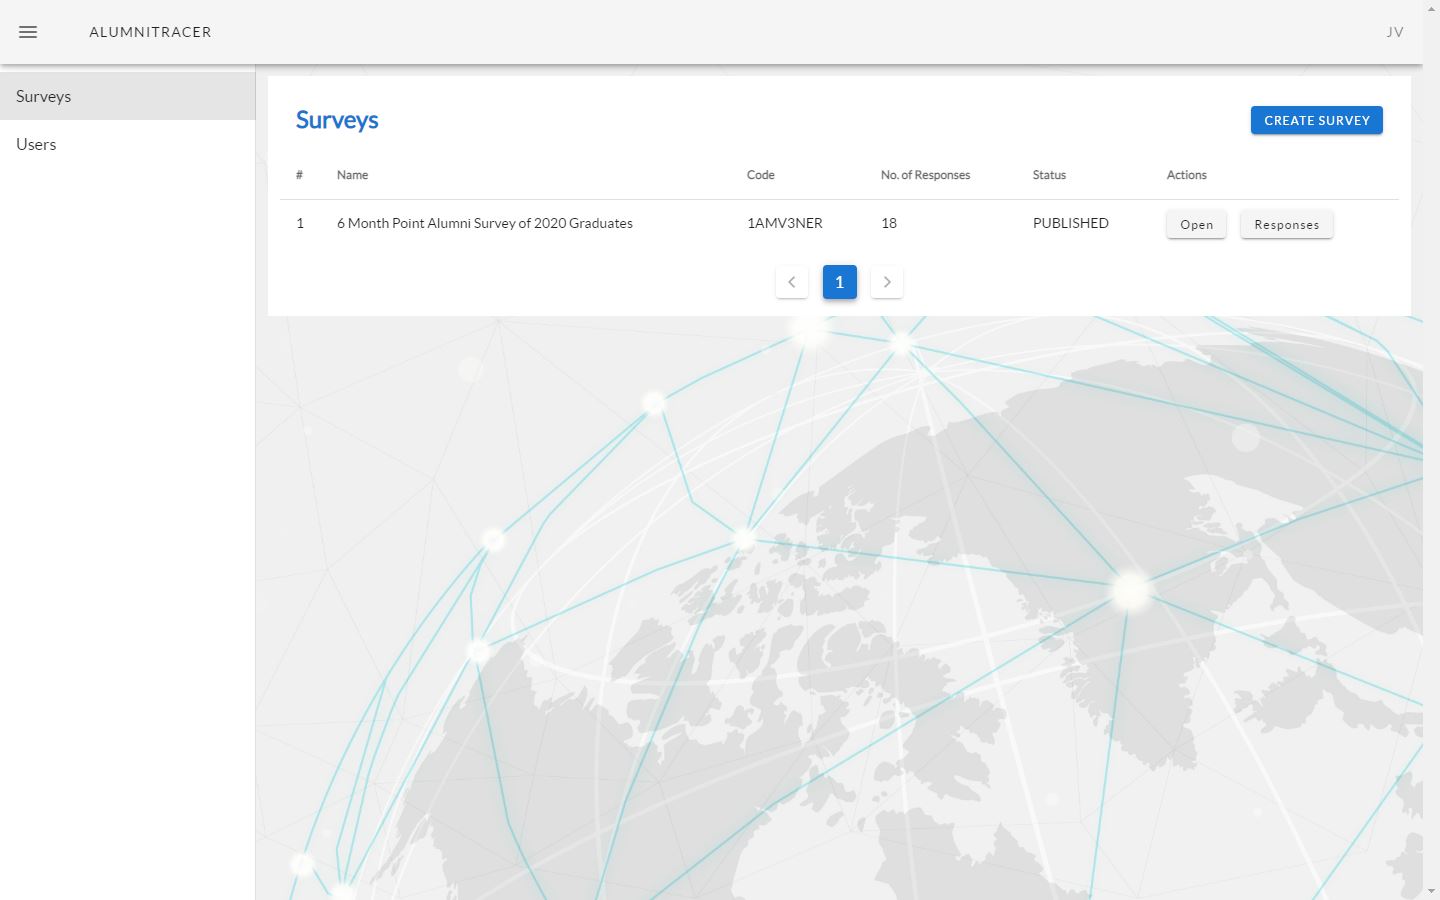 ALUMNITRACER
JV
Surveys
Users
Surveys
CREATE SURVEY
# Name Code No. of Responses Status Actions
1 6 Month Point Alumni Survey of 2020 Graduates 1AMV3NER 18 PUBLISHED Open Responses
1